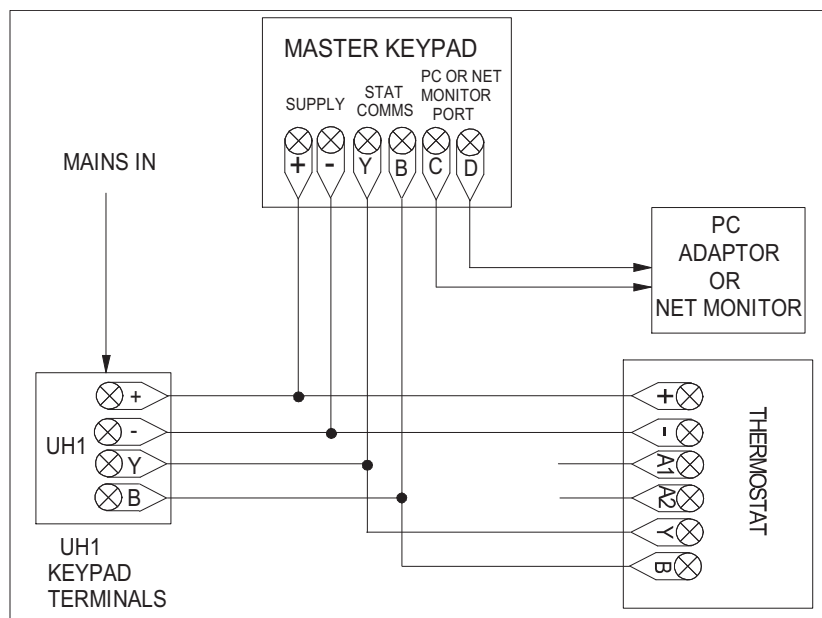 MASTER KEYPAD
SUPPLY
STAT
COMMS
PC OR NET
MONITOR
PORT
+ - Y B C D
MAINS IN
PC
ADAPTOR
OR
NET MONITOR
UH1
+
-
Y
B
UH1
KEYPAD
TERMINALS
+
-
A1
A2
Y
B
THERMOSTAT